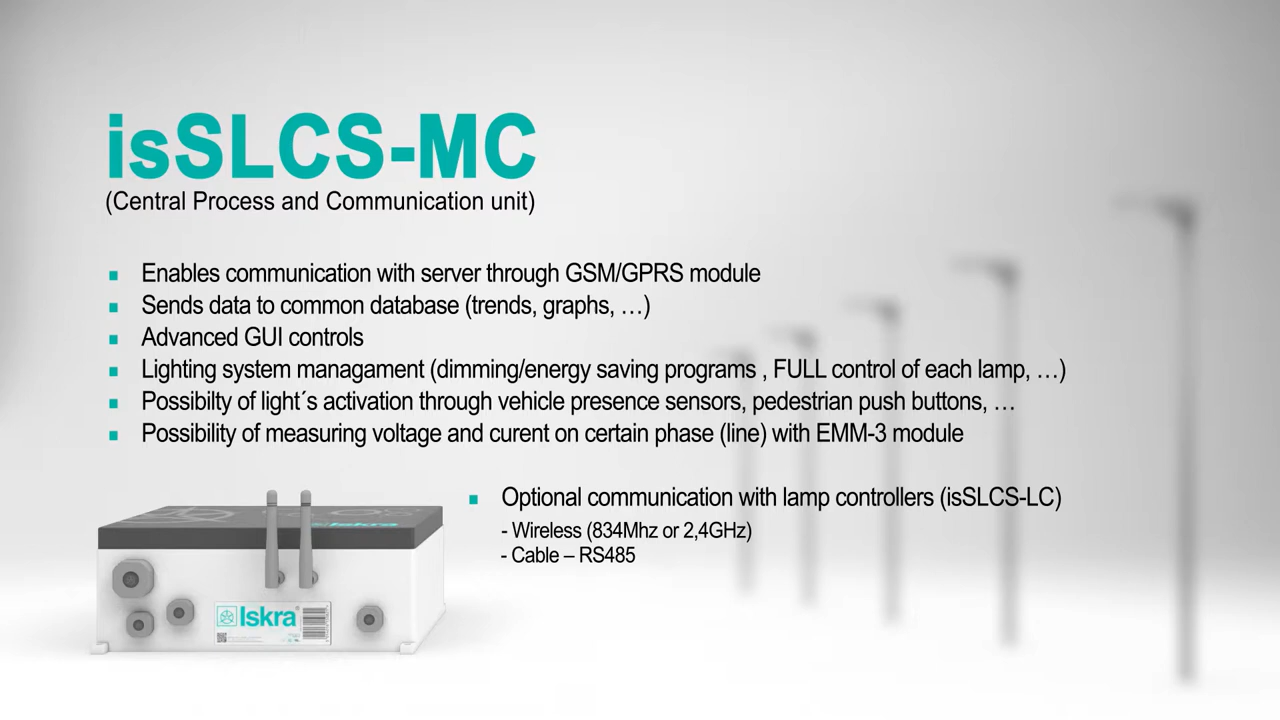 isSLCS-MC
(Central Process and Communication unit)
Enables communication with server through GSM/GPRS module
Sends data to common database (trends, graphs, …)
Advanced GUI controls
Lighting system managament (dimming/energy saving programs , FULL control of each lamp, …)
Possibilty of light´s activation through vehicle presence sensors, pedestrian push buttons, …
Possibility of measuring voltage and curent on certain phase (line) with EMM-3 module
Optional communication with lamp controllers (isSLCS-LC)
- Wireless (834Mhz or 2,4GHz)
- Cable – RS485
Iskra
Iskra®